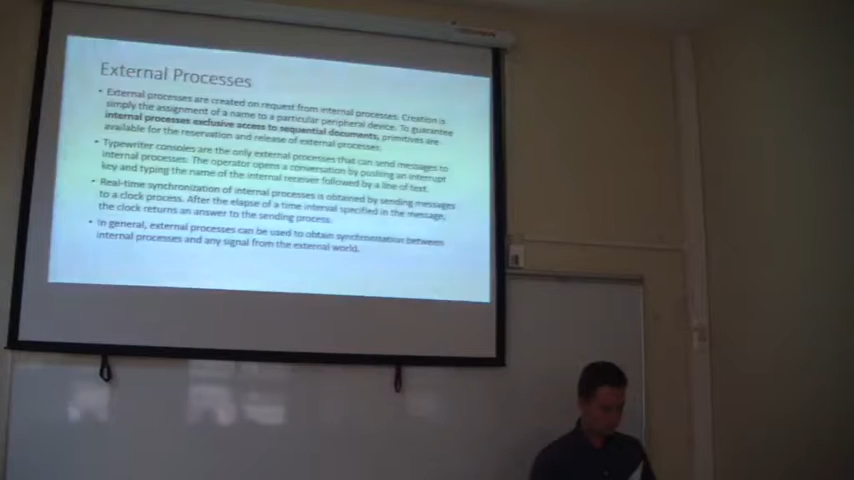 External Processes
• External processes are created on request from internal processes. Creation is
simply the assignment of a name to a particular peripheral device. To guarantee
internal processes exclusive access to sequential documents, primitives are
available for the reservation and release of external processes.
• Typewriter consoles are the only external processes that can send messages to
internal processes. The operator opens a conversation by pushing an interrupt
key and typing the name of the internal receiver followed by a line of text.
• Real-time synchronization of internal processes is obtained by sending messages
to a clock process. After the elapse of a time interval specified in the message,
the clock returns an answer to the sending process.
• In general, external processes can be used to obtain synchronization between
internal processes and any signal from the external world.